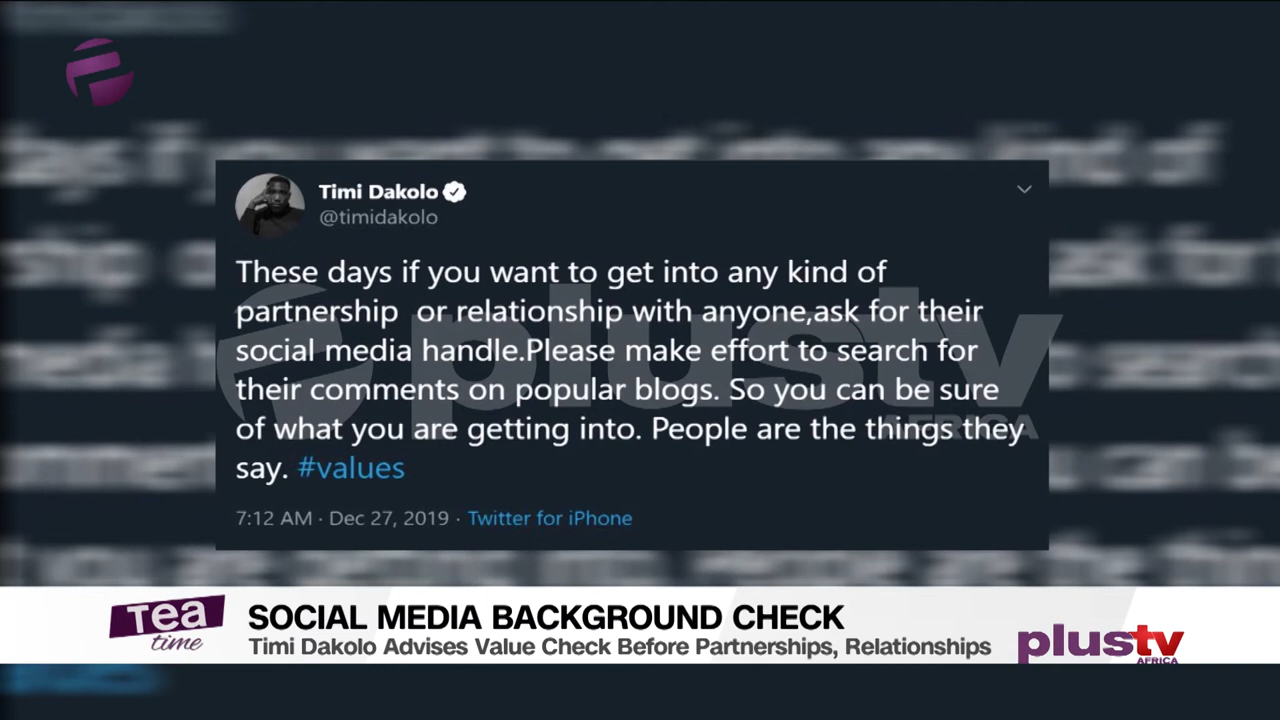 Timi Dakolo
@timidakolo
These days if you want to get into any kind of
partnership or relationship with anyone,ask for their
social media handle.Please make effort to search for
their comments on popular blogs. So you can be sure
of what you are getting into. People are the things they
say. #values
7:12 AM · Dec 27, 2019 · Twitter for iPhone
plustv
AFRICA
Tea
time
SOCIAL MEDIA BACKGROUND CHECK
Timi Dakolo Advises Value Check Before Partnerships, Relationships
plustv
AFRICA